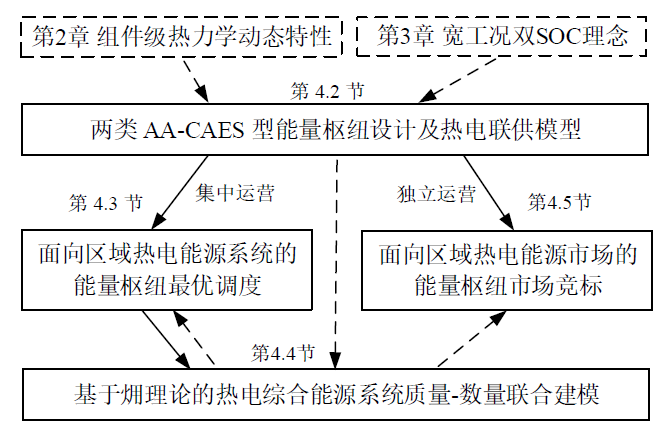 第2章 组件级热力学动态特性
第3章 宽工况双SOC理念
第 4.2 节
两类 AA-CAES 型能量枢纽设计及热电联供模型
第 4.3 节
集中运营
独立运营
第4.5节
面向区域热电能源系统的
能量枢纽最优调度
面向区域热电能源市场的
能量枢纽市场竞标
第4.4节
基于㶲理论的热电综合能源系统质量-数量联合建模